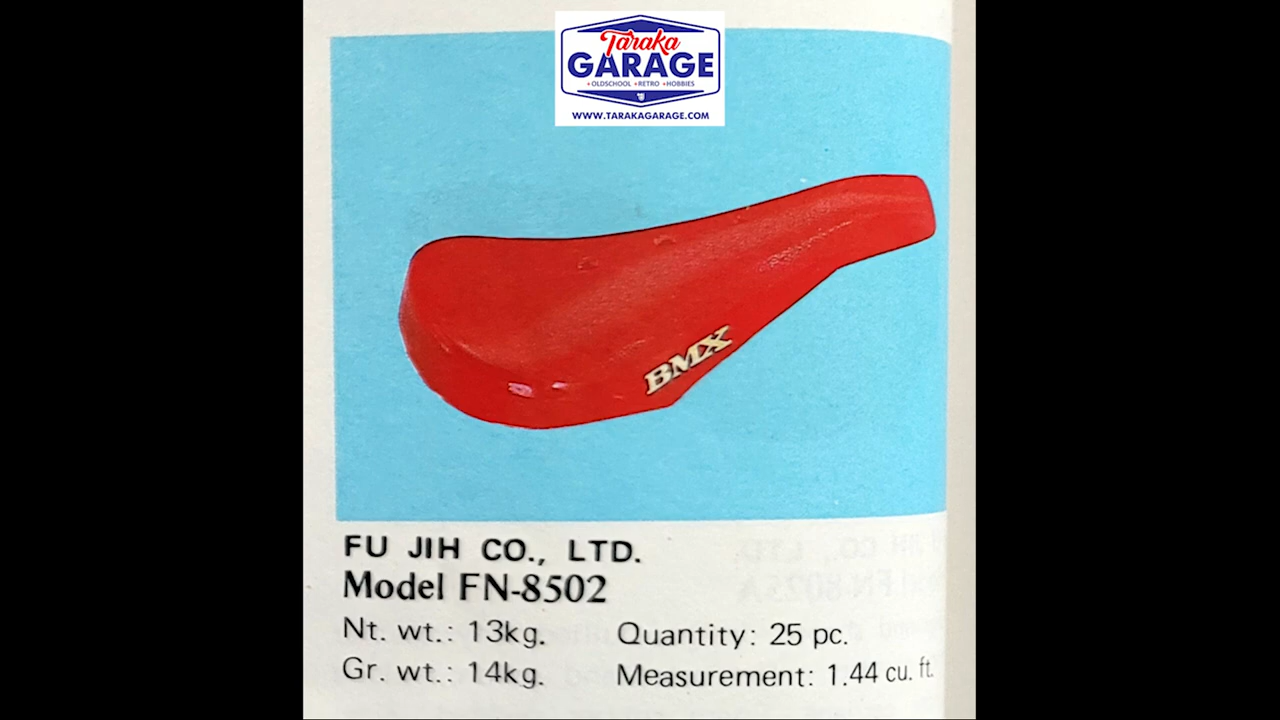 Taraka
GARAGE
+OLDSCHOOL +RETRO +HOBBIES
WWW.TARAKAGARAGE.COM
BMX
FU JIH CO., LTD.
Model FN-8502
Nt. wt.: 13kg. Quantity: 25 pc.
Gr. wt.: 14kg. Measurement: 1.44 cu. ft.